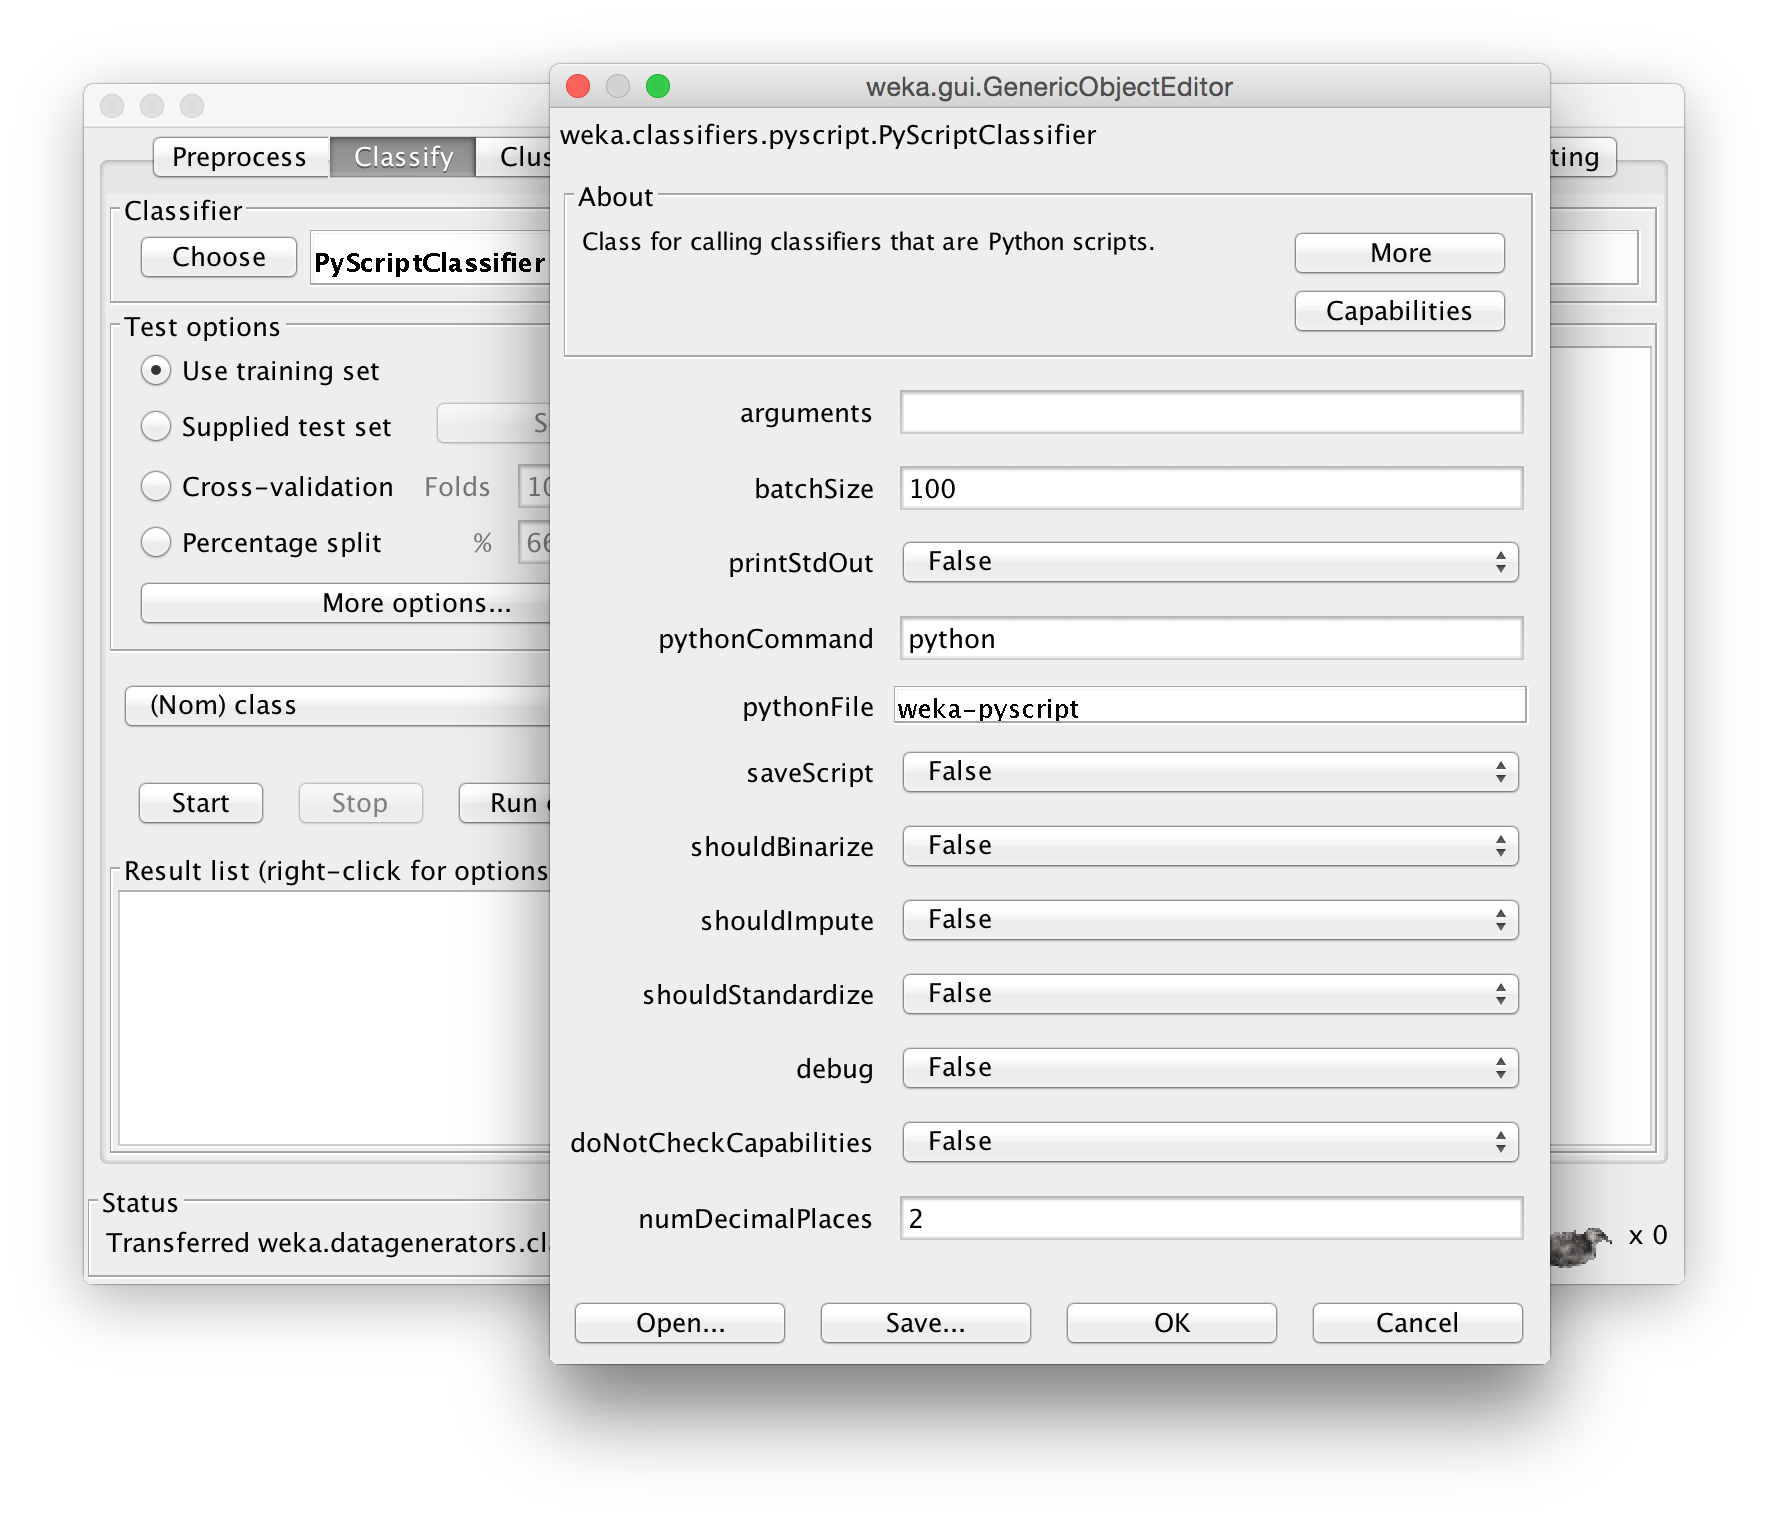 weka.gui.GenericObjectEditor
weka.classifiers.pyscript.PyScriptClassifier
About
Class for calling classifiers that are Python scripts.
More
Capabilities
arguments
batchSize 100
printStdOut False
pythonCommand python
pythonFile weka-pyscript
saveScript False
shouldBinarize False
shouldImpute False
shouldStandardize False
debug False
doNotCheckCapabilities False
numDecimalPlaces 2
Open... Save... OK Cancel
Preprocess Classify
Classifier
Choose PyScriptClassifier
Test options
Use training set
Supplied test set
Cross-validation Folds 10
Percentage split % 66
More options...
(Nom) class
Start Stop Run
Result list (right-click for options
Status
Transferred weka.datagenerators.cl
x 0